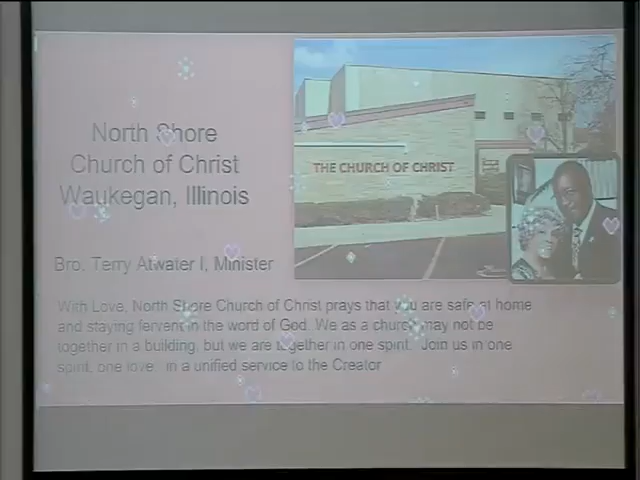 North Shore
Church of Christ
Waukegan, Illinois
THE CHURCH OF CHRIST
Bro. Terry Atwater I, Minister
With Love, North Shore Church of Christ prays that you are safe at home
and staying fervent in the word of God. We as a church may not be
together in a building, but we are together in one spirit. Join us in one
spirit, one love, in a unified service to the Creator